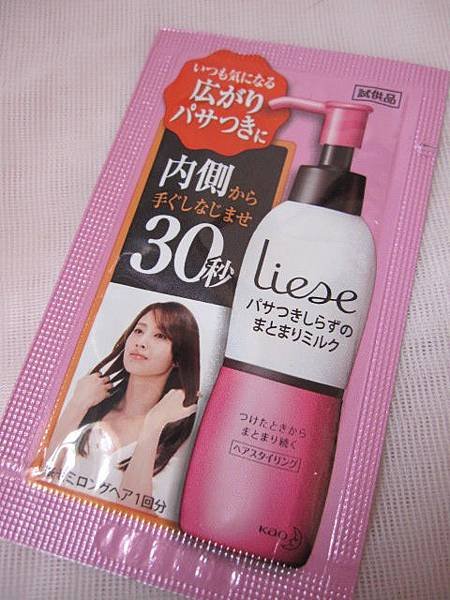 いつも気になる
広がり
パサつきに
試供品
内側から
手ぐしなじませ
30秒
Liese
パサつきしらずの
まとまりミルク
つけたときから
まとまり続く
ヘアスタイリング
セミロングヘア1回分
Kao